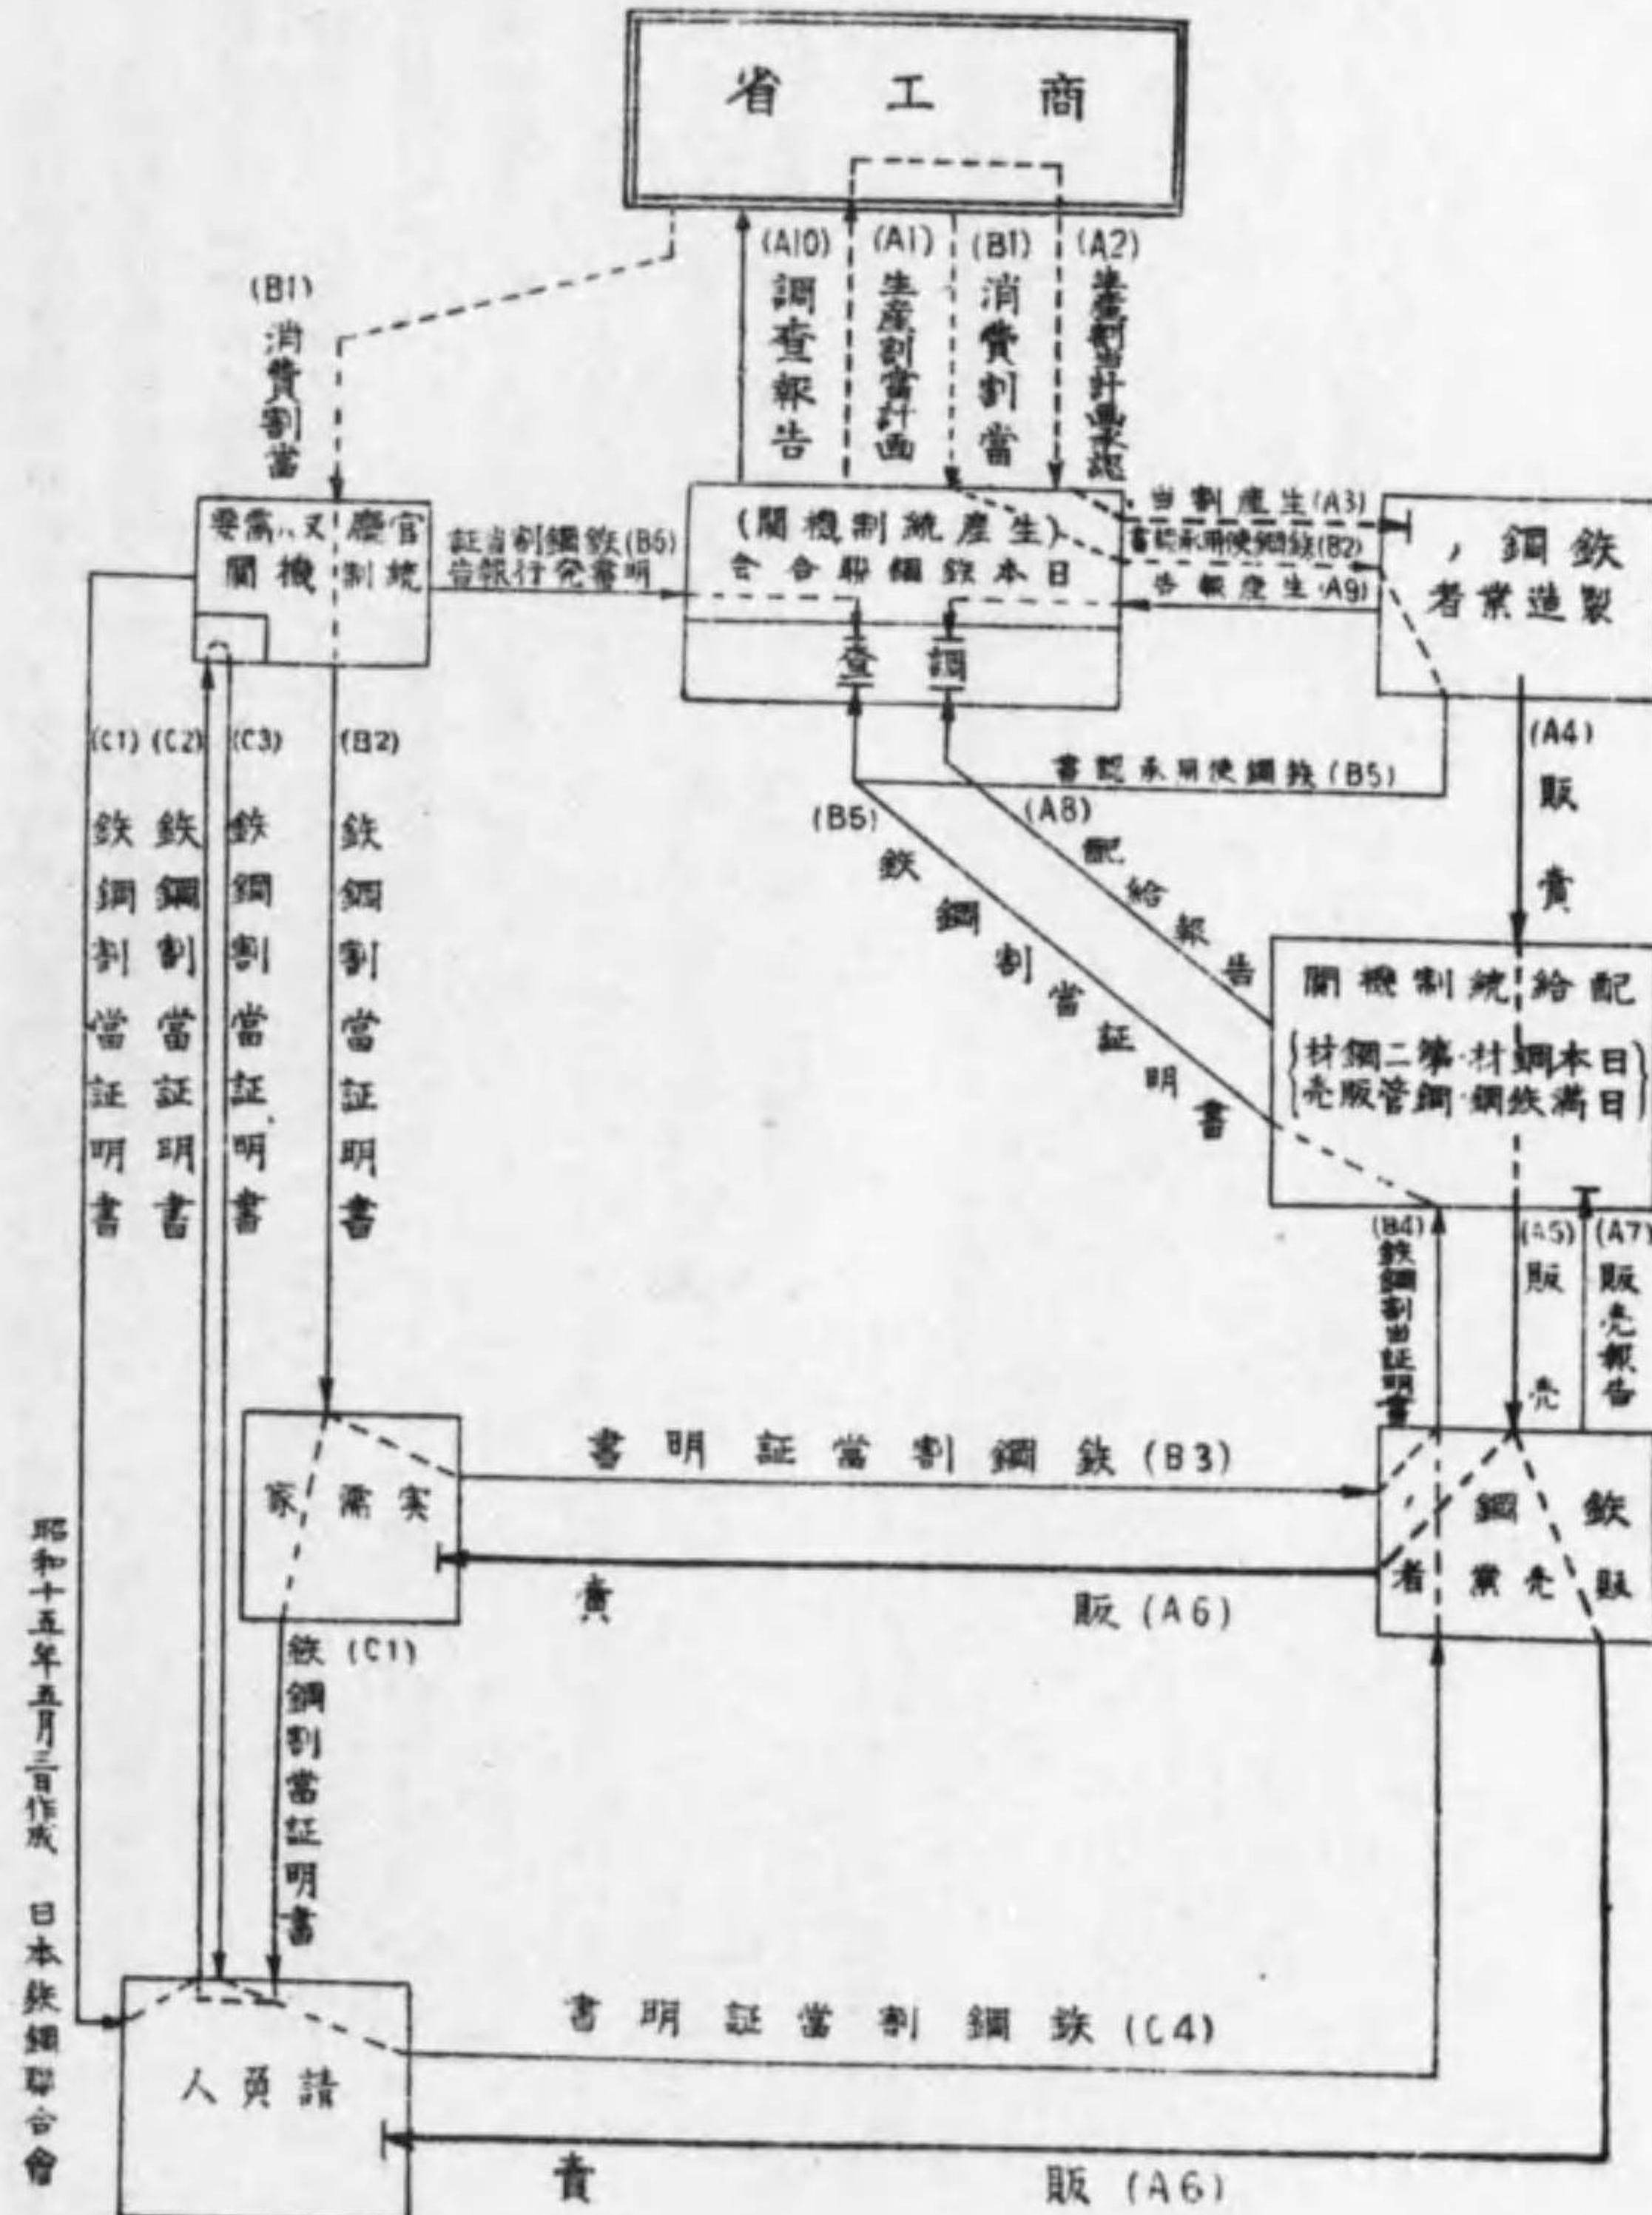 商工省
(A10)
調査報告
(A1)
生産割當計画
(B1)
消費割當
(A2)
生産割当計画承認
(B1)
消費割當
官廳又ハ需要
統制機關
(B6)鉄鋼割當証
明書発行報告
(生産統制機關)
日本鉄鋼聯合会
調査
(A3)生産割当
(B2)鉄鋼使用承認書
(A9)生産報告
鉄鋼,
製造業者
(A4)
販賣
(B5)鉄鋼使用承認書
(A8)
配給報告
鉄鋼割當証明書
配給統制機關
日本鋼材·第二鋼材
日満鉄鋼·鋼管販売
(C1)
鉄鋼割當証明書
(C2)
鉄鋼割當証明書
(C3)
鉄鋼割當証明書
(B2)
鉄鋼割當証明書
(B4)
鉄鋼割当証明書
(A5)
販売
(A7)
販売報告
実需家
(B3)鉄鋼割當証明書
(A6)販賣
鉄鋼,
販売業者
(C1)
鉄鋼割當証明書
請負人
(C4)鉄鋼割當証明書
(A6)販賣
昭和十五年五月三日作成 日本鉄鋼聯合會